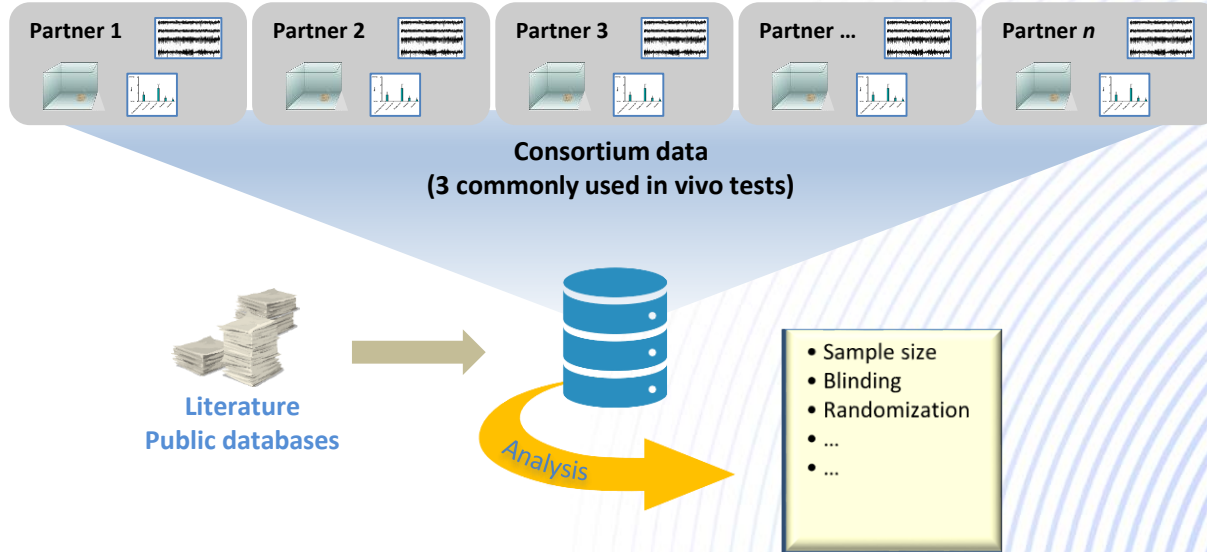 Partner 1
Partner 2
Partner 3
Partner ...
Partner n
Consortium data
(3 commonly used in vivo tests)
Literature
Public databases
Analysis
• Sample size
• Blinding
• Randomization
• ...
• ...